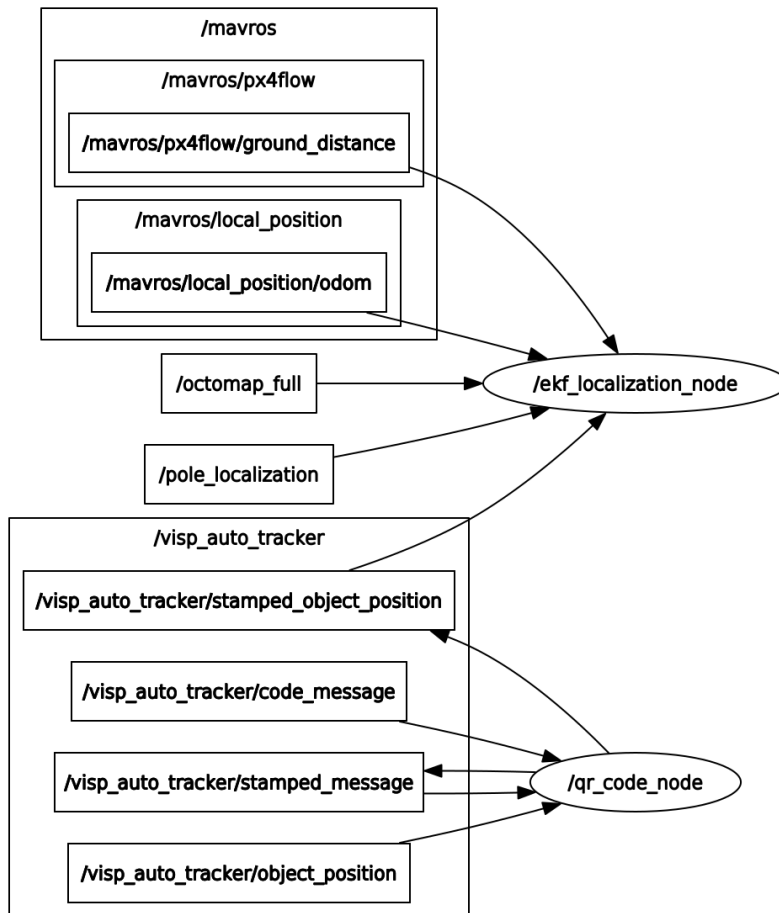 /mavros
/mavros/px4flow
/mavros/px4flow/ground_distance
/mavros/local_position
/mavros/local_position/odom
/octomap_full
/ekf_localization_node
/pole_localization
/visp_auto_tracker
/visp_auto_tracker/stamped_object_position
/visp_auto_tracker/code_message
/visp_auto_tracker/stamped_message
/qr_code_node
/visp_auto_tracker/object_position